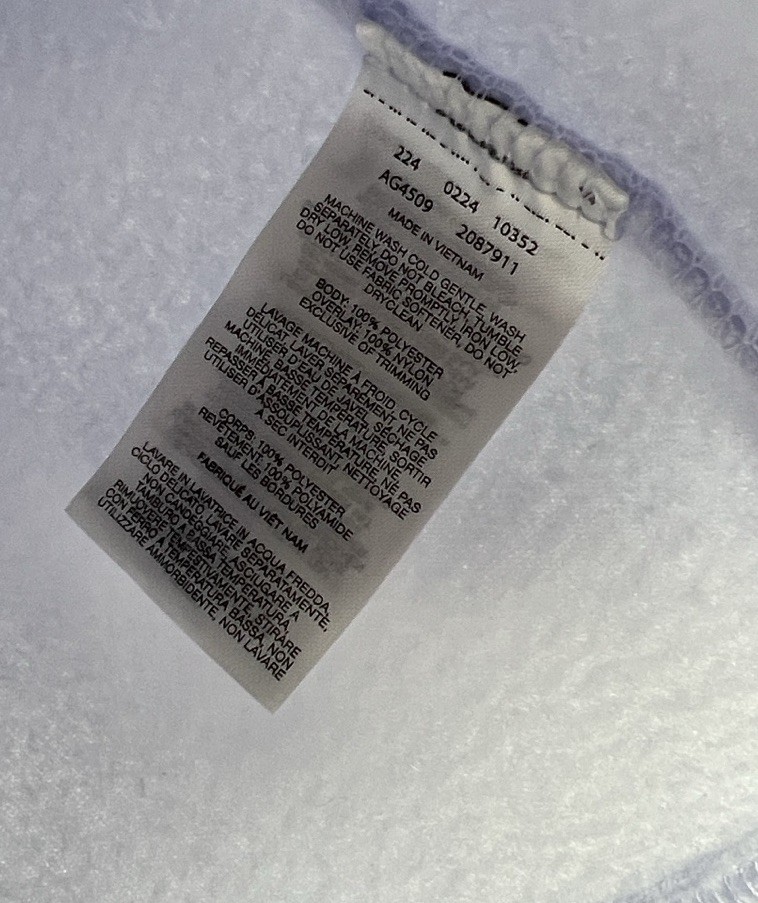 224 0224 10352
AG4509 2087911
MADE IN VIETNAM
MACHINE WASH COLD GENTLE, WASH
SEPARATELY, DO NOT BLEACH, TUMBLE
DRY LOW, REMOVE PROMPTLY, IRON LOW,
DO NOT USE FABRIC SOFTENER, DO NOT
DRYCLEAN
BODY: 100% POLYESTER
OVERLAY: 100% NYLON
EXCLUSIVE OF TRIMMING
LAVAGE MACHINE À FROID, CYCLE
DÉLICAT LAVER SÉPARÉMENT NE PAS
UTILISER D'EAU DE JAVEL SÉCHAGE
MACHINE, BASSE TEMPÉRATURE, SORTIR
IMMÉDIATEMENT DE LA MACHINE,
REPASSER À BASSE TEMPÉRATURE NE PAS
UTILISER D'ASSOUPLISSANT NETTOYAGE
À SEC INTERDIT
CORPS: 100% POLYESTER
REVÊTEMENT: 100% POLYAMIDE
SAUF LES BORDURES
FABRIQUÉ AU VIÊT NAM
LAVARE IN LAVATRICE IN ACQUA FREDDA,
CICLO DELICATO, LAVARE SEPARATAMENTE,
NON CANDEGGIARE, ASCIUGARE A
TAMBURO A BASSA TEMPERATURA,
RIMUOVERE TEMPESTIVAMENTE, STIRARE
CON FERRO A TEMPERATURA BASSA, NON
UTILIZZARE AMMORBIDENTE, NON LAVARE